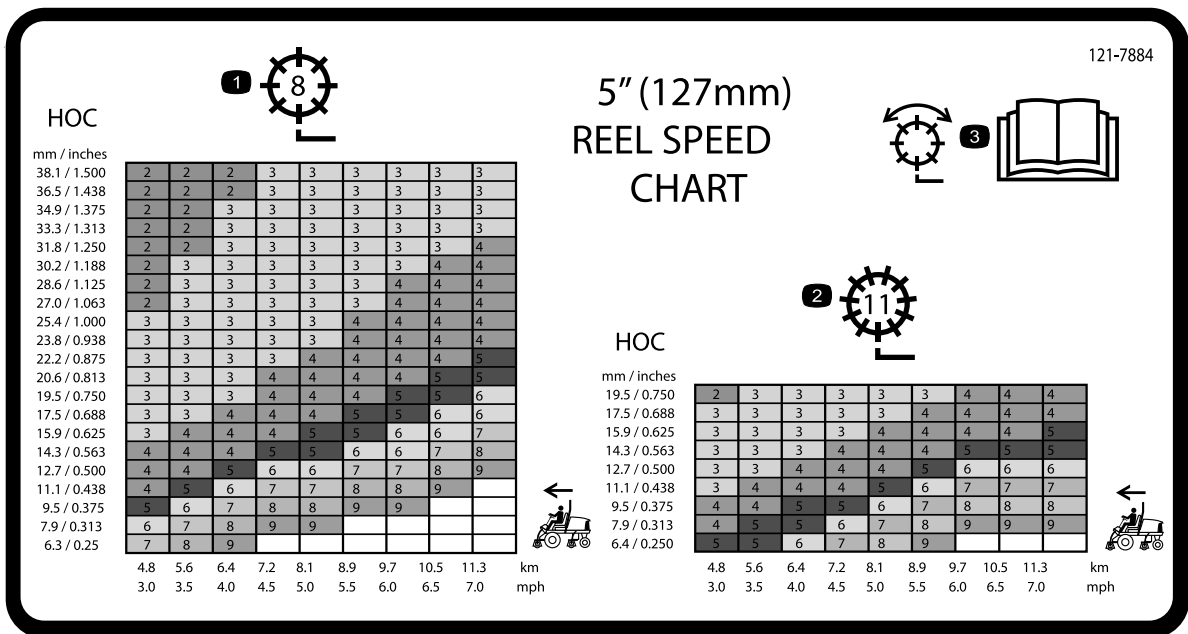 121-7884
5" (127mm)
REEL SPEED
CHART
1
8
HOC
mm / inches
38.1 / 1.500 2 2 2 3 3 3 3 3 3
36.5 / 1.438 2 2 2 3 3 3 3 3 3
34.9 / 1.375 2 2 3 3 3 3 3 3 3
33.3 / 1.313 2 2 3 3 3 3 3 3 3
31.8 / 1.250 2 2 3 3 3 3 3 3 4
30.2 / 1.188 2 3 3 3 3 3 3 4 4
28.6 / 1.125 2 3 3 3 3 3 4 4 4
27.0 / 1.063 2 3 3 3 3 3 4 4 4
25.4 / 1.000 3 3 3 3 3 4 4 4 4
23.8 / 0.938 3 3 3 3 3 4 4 4 4
22.2 / 0.875 3 3 3 3 4 4 4 4 5
20.6 / 0.813 3 3 3 4 4 4 4 5 5
19.5 / 0.750 3 3 3 4 4 4 5 5 6
17.5 / 0.688 3 3 4 4 4 5 5 6 6
15.9 / 0.625 3 4 4 4 5 5 6 6 7
14.3 / 0.563 4 4 4 5 5 6 6 7 8
12.7 / 0.500 4 4 5 6 6 7 7 8 9
11.1 / 0.438 4 5 6 7 7 8 8 9
9.5 / 0.375 5 6 7 8 8 9 9
7.9 / 0.313 6 7 8 9 9
6.3 / 0.25 7 8 9
4.8 5.6 6.4 7.2 8.1 8.9 9.7 10.5 11.3 km
3.0 3.5 4.0 4.5 5.0 5.5 6.0 6.5 7.0 mph
3
2
11
HOC
mm / inches
19.5 / 0.750 2 3 3 3 3 3 4 4 4
17.5 / 0.688 3 3 3 3 3 4 4 4 4
15.9 / 0.625 3 3 3 3 4 4 4 4 5
14.3 / 0.563 3 3 3 4 4 4 5 5 5
12.7 / 0.500 3 3 4 4 4 5 6 6 6
11.1 / 0.438 3 4 4 4 5 6 7 7 7
9.5 / 0.375 4 4 5 5 6 7 8 8 8
7.9 / 0.313 4 5 5 6 7 8 9 9 9
6.4 / 0.250 5 5 6 7 8 9
4.8 5.6 6.4 7.2 8.1 8.9 9.7 10.5 11.3 km
3.0 3.5 4.0 4.5 5.0 5.5 6.0 6.5 7.0 mph